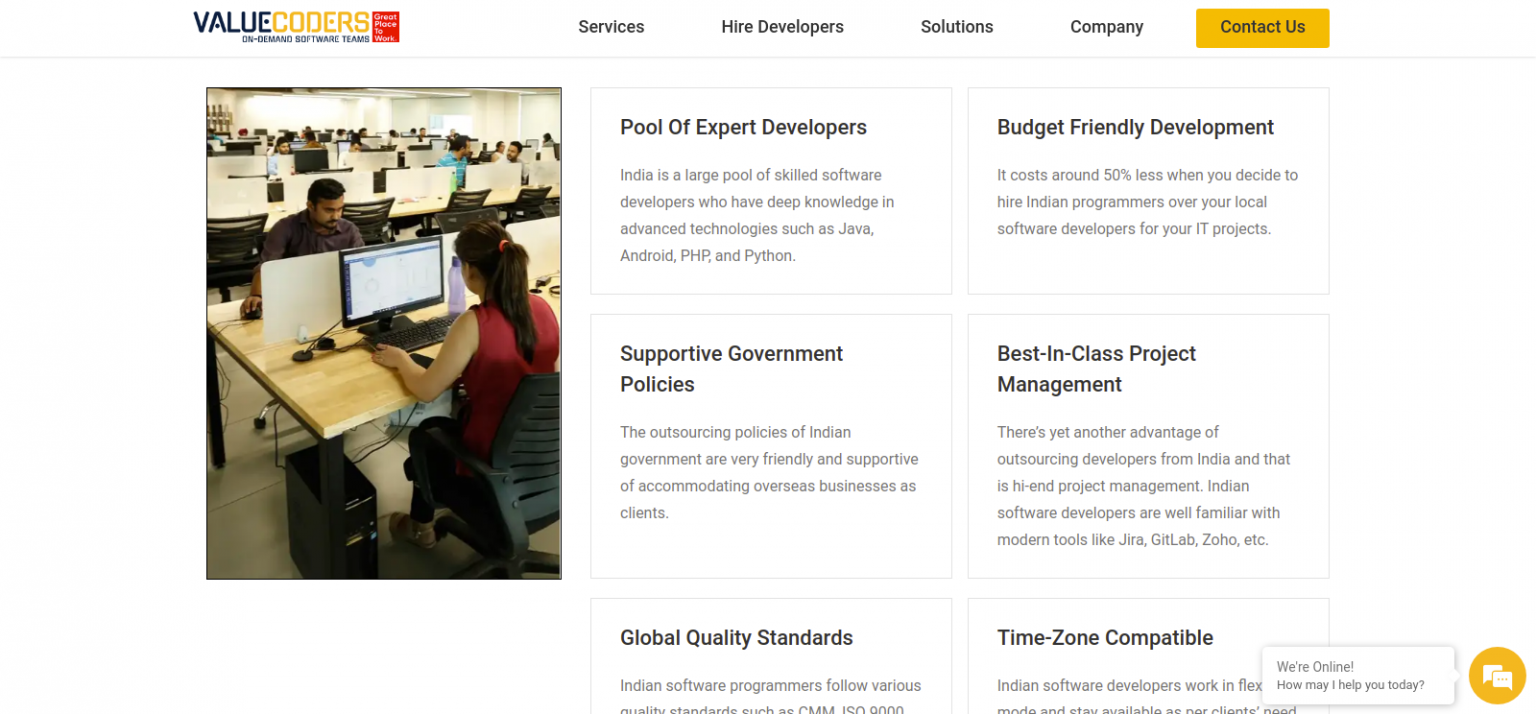 VALUECODERS
ON-DEMAND SOFTWARE TEAMS
Great
Place
To
Work.
Services
Hire Developers
Solutions
Company
Contact Us
Pool Of Expert Developers
India is a large pool of skilled software
developers who have deep knowledge in
advanced technologies such as Java,
Android, PHP, and Python.
Budget Friendly Development
It costs around 50% less when you decide to
hire Indian programmers over your local
software developers for your IT projects.
Supportive Government
Policies
The outsourcing policies of Indian
government are very friendly and supportive
of accommodating overseas businesses as
clients.
Best-In-Class Project
Management
There’s yet another advantage of
outsourcing developers from India and that
is hi-end project management. Indian
software developers are well familiar with
modern tools like Jira, GitLab, Zoho, etc.
Global Quality Standards
Indian software programmers follow various
quality standards such as CMM, ISO 9000,
Time-Zone Compatible
Indian software developers work in flex
mode and stay available as per clients’ need
We're Online!
How may I help you today?